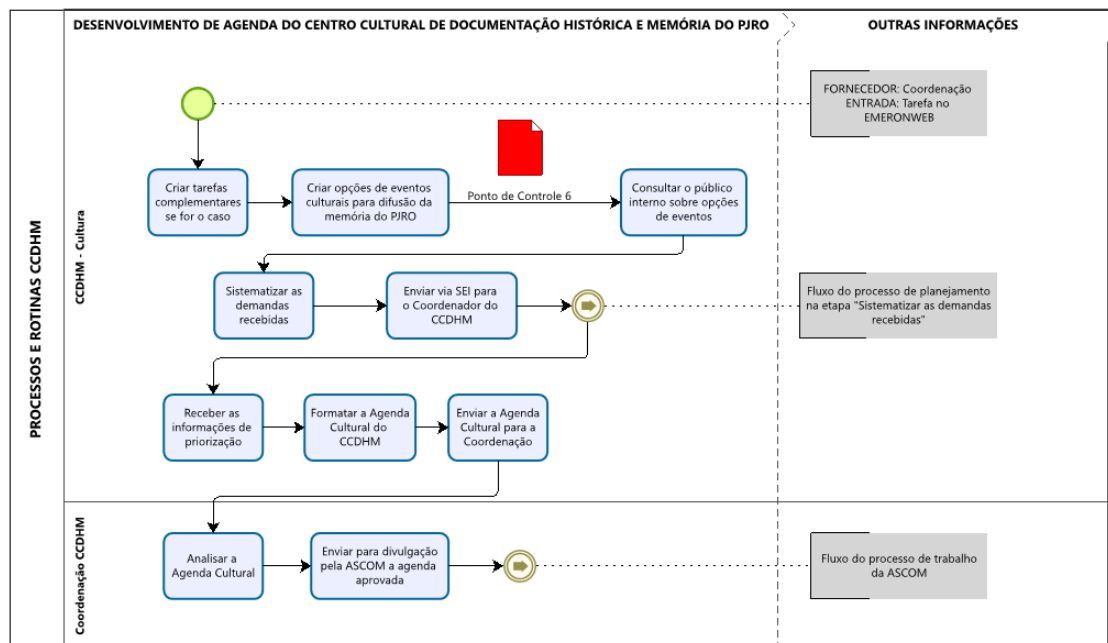 DESENVOLVIMENTO DE AGENDA DO CENTRO CULTURAL DE DOCUMENTAÇÃO HISTÓRICA E MEMÓRIA DO PJRO
OUTRAS INFORMAÇÕES
PROCESSOS E ROTINAS CCDHM
CCDHM - Cultura
FORNECEDOR: Coordenação
ENTRADA: Tarefa no
EMERONWEB
Criar tarefas
complementares
se for o caso
Criar opções de eventos
culturais para difusão da
memória do PJRO
Ponto de Controle 6
Consultar o público
interno sobre opções
de eventos
Sistematizar as
demandas
recebidas
Enviar via SEI para
o Coordenador do
CCDHM
Fluxo do processo de planejamento
na etapa "Sistematizar as demandas
recebidas"
Receber as
informações de
priorização
Formatar a Agenda
Cultural do
CCDHM
Enviar a Agenda
Cultural para a
Coordenação
Coordenação CCDHM
Analisar a
Agenda Cultural
Enviar para divulgação
pela ASCOM a agenda
aprovada
Fluxo do processo de trabalho
da ASCOM